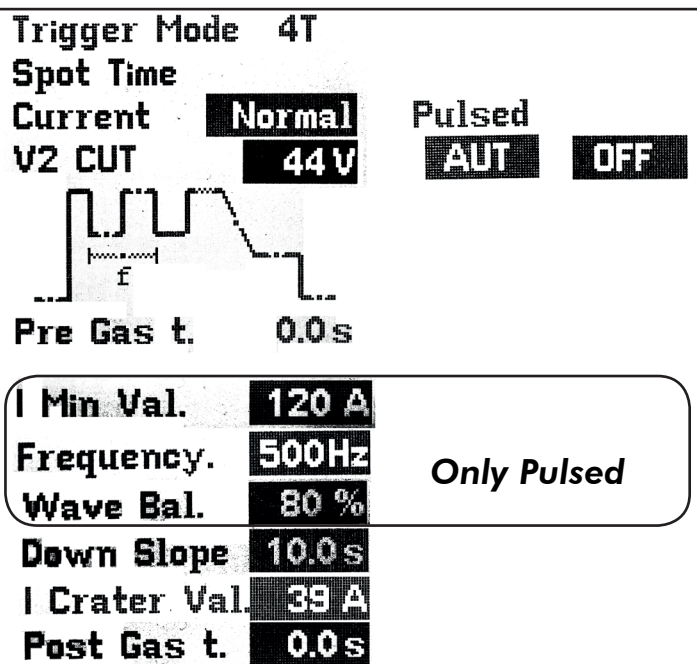 Trigger Mode 4T
Spot Time
Current Normal Pulsed
V2 CUT 44V AUT OFF
f
Pre Gas t. 0.0s
I Min Val. 120 A
Frequency. 500Hz Only Pulsed
Wave Bal. 80 %
Down Slope 10.0s
I Crater Val. 39 A
Post Gas t. 0.0s